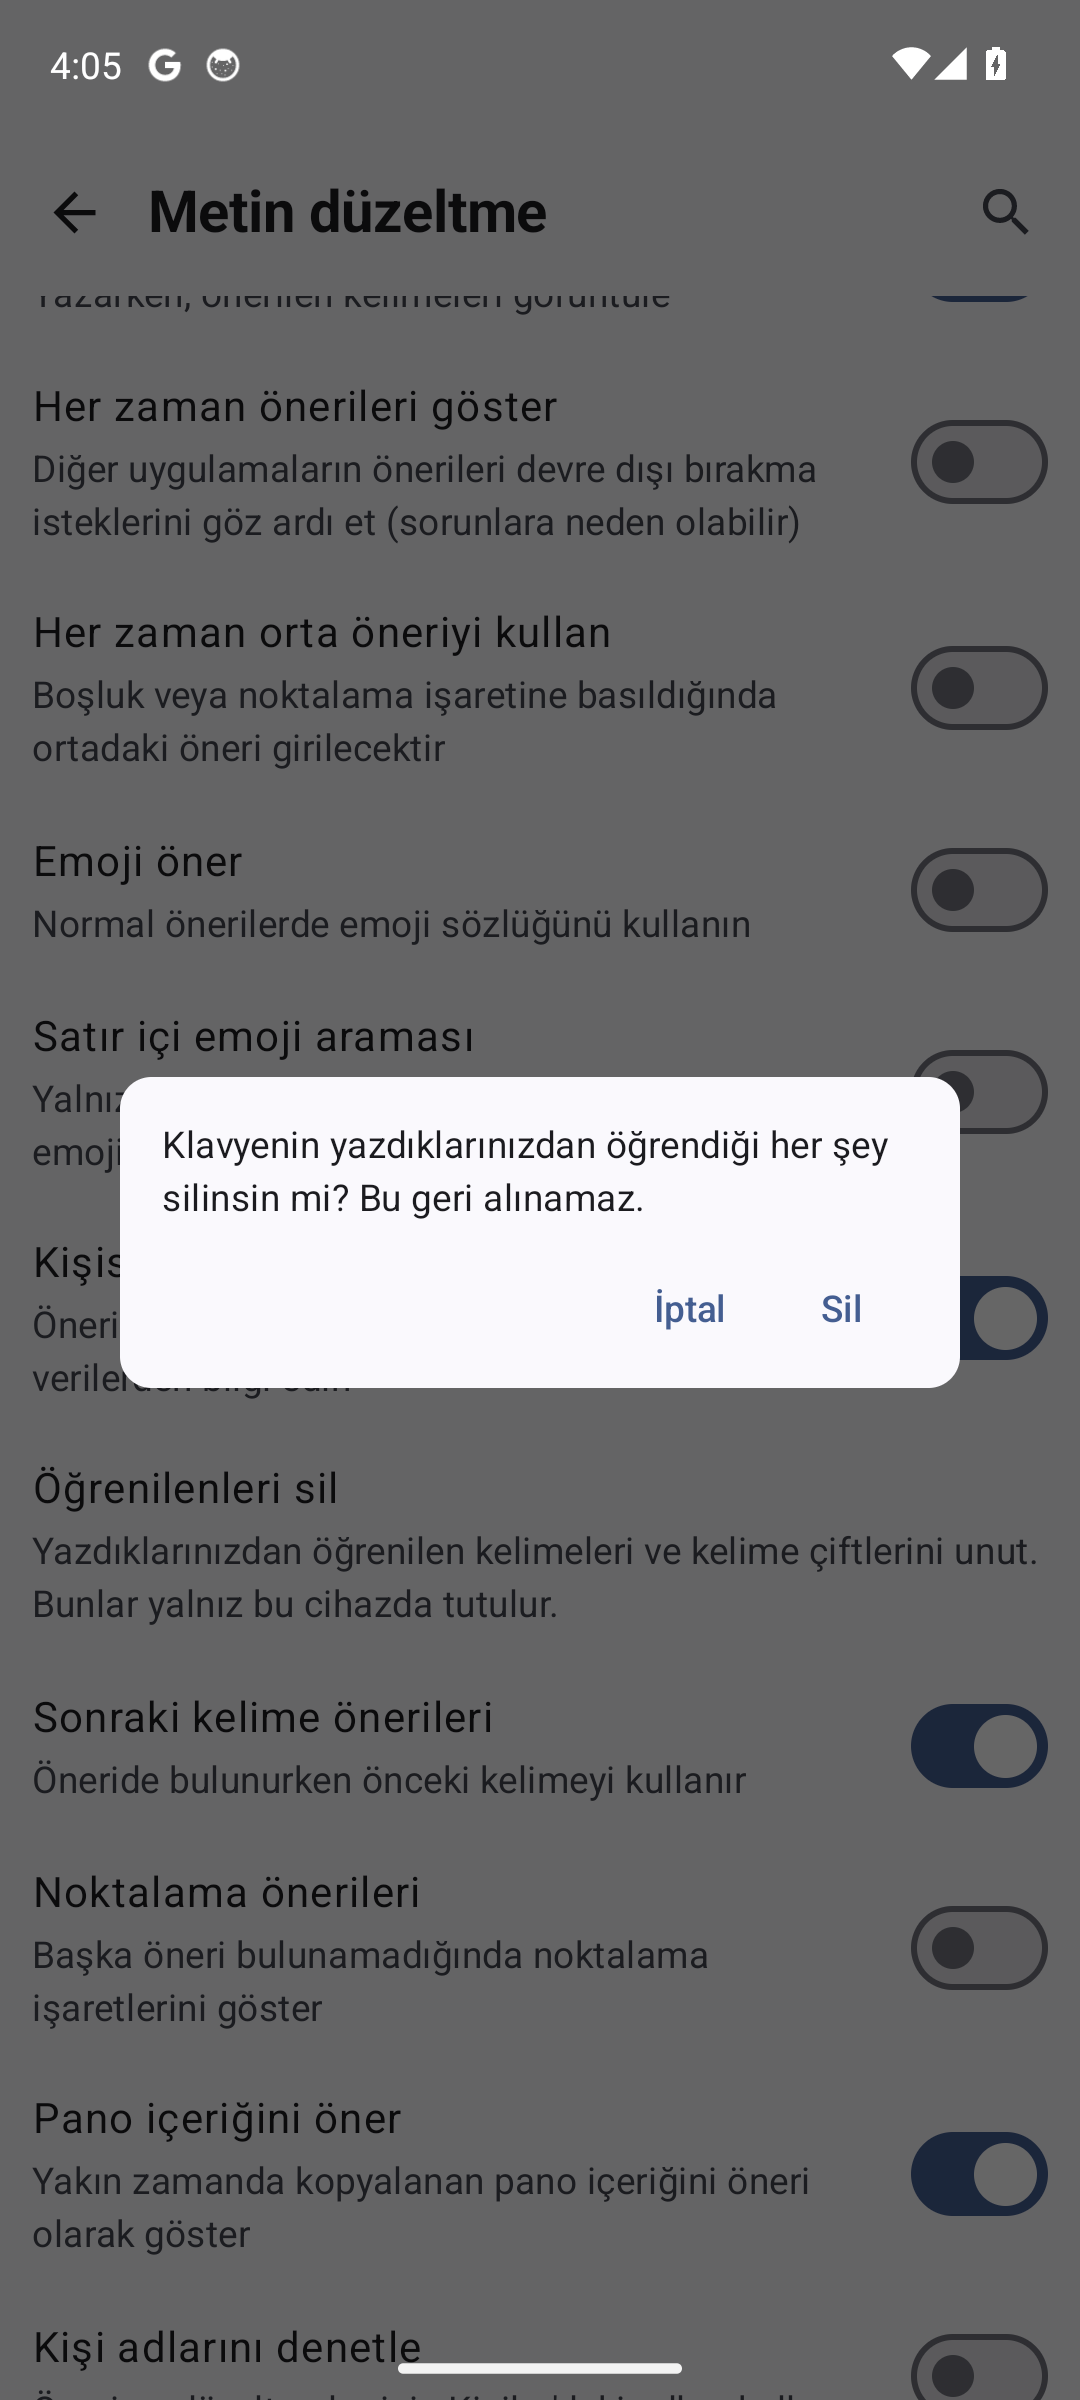 4:05
Metin düzeltme
Yazarken, önerilen kelimeleri görüntüle
Her zaman önerileri göster
Diğer uygulamaların önerileri devre dışı bırakma
isteklerini göz ardı et (sorunlara neden olabilir)
Her zaman orta öneriyi kullan
Boşluk veya noktalama işaretine basıldığında
ortadaki öneri girilecektir
Emoji öner
Normal önerilerde emoji sözlüğünü kullanın
Satır içi emoji araması
emoji
Klavyenin yazdıklarınızdan öğrendiği her şey
silinsin mi? Bu geri alınamaz.
İptal
Sil
Öğrenilenleri sil
Yazdıklarınızdan öğrenilen kelimeleri ve kelime çiftlerini unut.
Bunlar yalnız bu cihazda tutulur.
Sonraki kelime önerileri
Öneride bulunurken önceki kelimeyi kullanır
Noktalama önerileri
Başka öneri bulunamadığında noktalama
işaretlerini göster
Pano içeriğini öner
Yakın zamanda kopyalanan pano içeriğini öneri
olarak göster
Kişi adlarını denetle